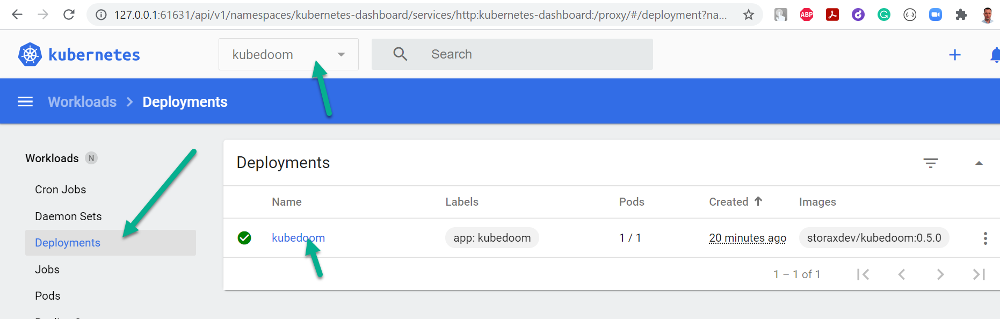 127.0.0.1:61631/api/v1/namespaces/kubernetes-dashboard/services/http:kubernetes-dashboard:/proxy/#/deployment?na...
ABP
kubernetes
kubedoom
Search
Workloads > Deployments
Workloads N
Cron Jobs
Daemon Sets
Deployments
Jobs
Pods
Deployments
Name Labels Pods Created Images
kubedoom app: kubedoom 1 / 1 20 minutes ago storaxdev/kubedoom:0.5.0
1 – 1 of 1